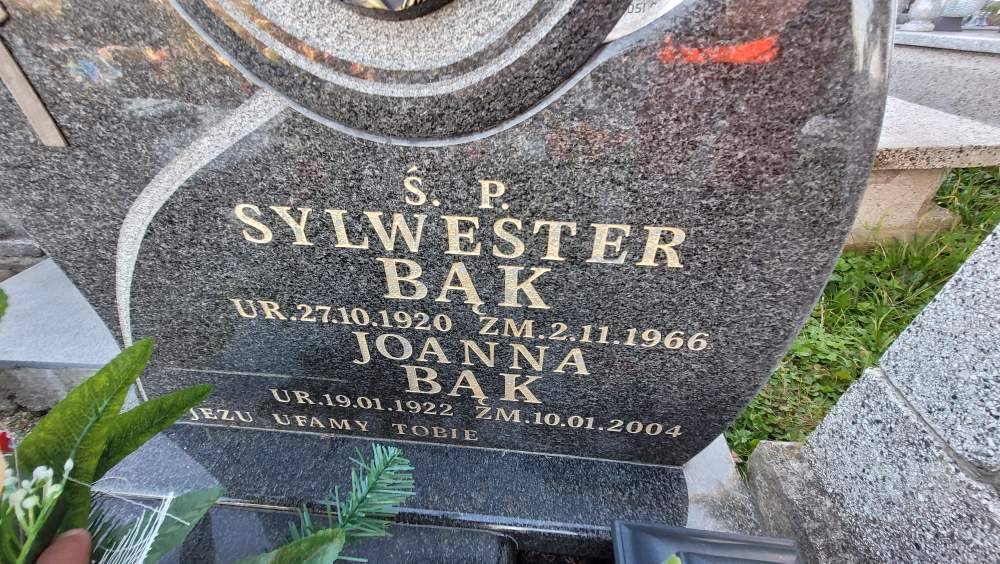 Ś. P.
SYLWESTER
BĄK
UR.27.10.1920 ZM.2.11.1966
JOANNA
BĄK
UR.19.01.1922 ZM.10.01.2004
JEZU UFAMY TOBIE